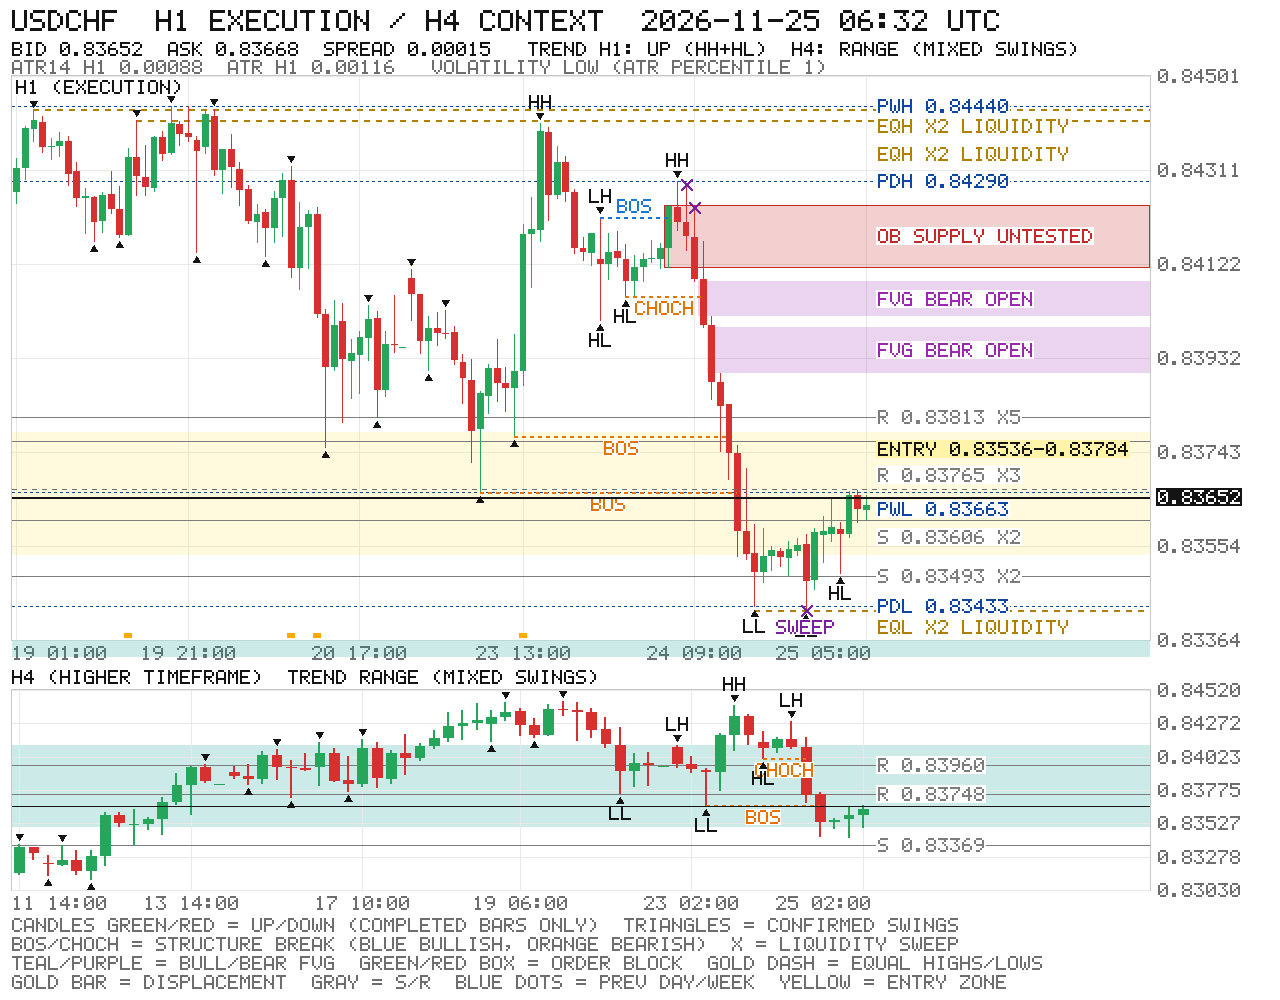 USDCHF  H1 EXECUTION / H4 CONTEXT  2026-11-25 06:32 UTC
BID 0.83652  ASK 0.83668  SPREAD 0.00015   TREND H1: UP (HH+HL)  H4: RANGE (MIXED SWINGS)
ATR14 H1 0.00088  ATR H1 0.00116   VOLATILITY LOW (ATR PERCENTILE 1)
H1 (EXECUTION)
0.84501
HH
PWH 0.84440
EQH X2 LIQUIDITY
EQH X2 LIQUIDITY
HH
0.84311
PDH 0.84290
LH
BOS
OB SUPPLY UNTESTED
0.84122
FVG BEAR OPEN
CHOCH
HL
HL
FVG BEAR OPEN
0.83932
R 0.83813 X5
BOS
ENTRY 0.83536-0.83784
0.83743
R 0.83765 X3
0.83652
BOS
PWL 0.83663
S 0.83606 X2
0.83554
S 0.83493 X2
HL
PDL 0.83433
LL
SWEEP
EQL X2 LIQUIDITY
0.83364
19 01:00  19 21:00  20 17:00  23 13:00  24 09:00  25 05:00
H4 (HIGHER TIMEFRAME)  TREND RANGE (MIXED SWINGS)
HH
0.84520
LH
LH
0.84272
0.84023
R 0.83960
CHOCH
HL
0.83775
R 0.83748
LL
BOS
LL
0.83527
S 0.83369
0.83278
0.83030
11 14:00  13 14:00  17 10:00  19 06:00  23 02:00  25 02:00
CANDLES GREEN/RED = UP/DOWN (COMPLETED BARS ONLY)  TRIANGLES = CONFIRMED SWINGS
BOS/CHOCH = STRUCTURE BREAK (BLUE BULLISH, ORANGE BEARISH)  X = LIQUIDITY SWEEP
TEAL/PURPLE = BULL/BEAR FVG  GREEN/RED BOX = ORDER BLOCK  GOLD DASH = EQUAL HIGHS/LOWS
GOLD BAR = DISPLACEMENT  GRAY = S/R  BLUE DOTS = PREV DAY/WEEK  YELLOW = ENTRY ZONE